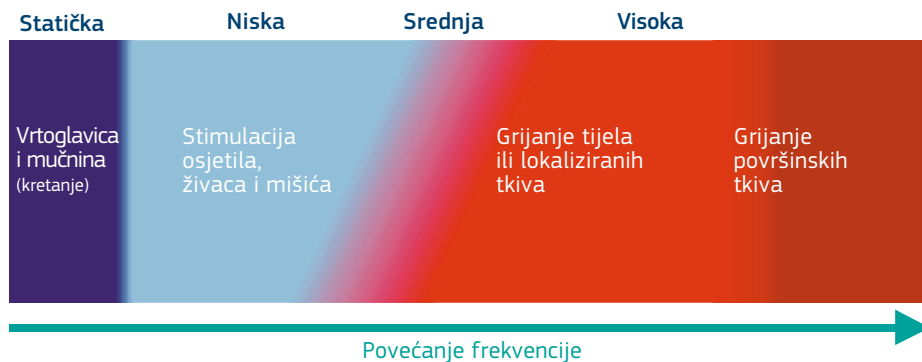 Statička Niska Srednja Visoka
Vrtoglavica
i mučnina
(kretanje)
Stimulacija
osjetila,
živaca i mišića
Grijanje tijela
ili lokaliziranih
tkiva
Grijanje
površinskih
tkiva
Povećanje frekvencije